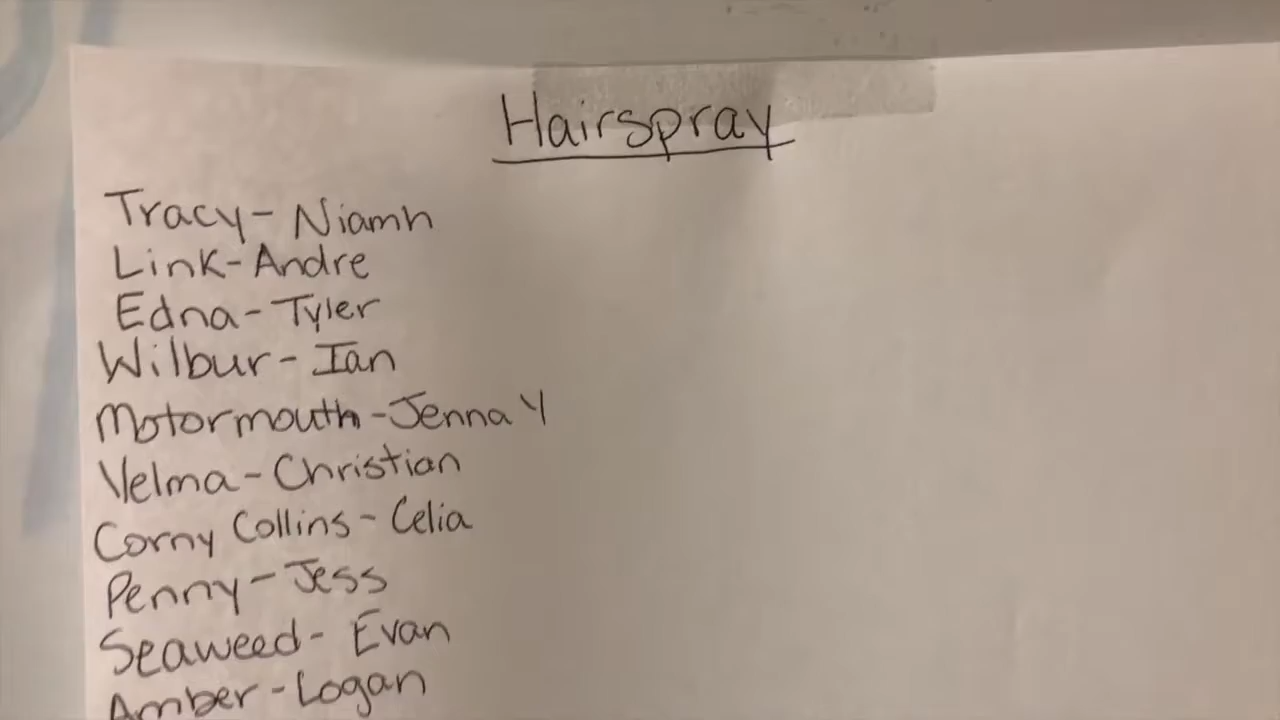 Hairspray
Tracy- Niamh
Link- Andre
Edna- Tyler
Wilbur- Ian
Motormouth-Jenna Y
Velma- Christian
Corny Collins- Celia
Penny- Jess
Seaweed- Evan
Amber-Logan